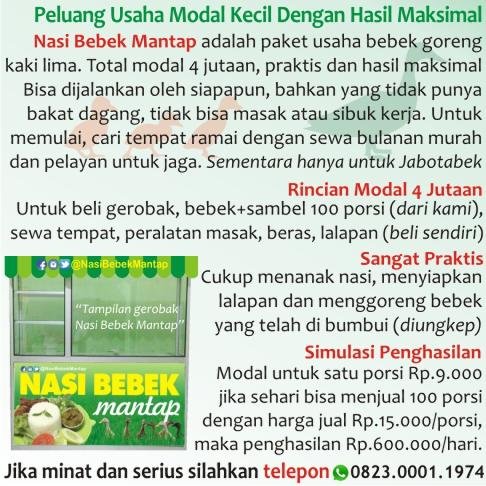 Peluang Usaha Modal Kecil Dengan Hasil Maksimal
Nasi Bebek Mantap adalah paket usaha bebek goreng
kaki lima. Total modal 4 jutaan, praktis dan hasil maksimal
Bisa dijalankan oleh siapapun, bahkan yang tidak punya
bakat dagang, tidak bisa masak atau sibuk kerja. Untuk
memulai, cari tempat ramai dengan sewa bulanan murah
dan pelayan untuk jaga. Sementara hanya untuk Jabotabek
Rincian Modal 4 Jutaan
Untuk beli gerobak, bebek+sambel 100 porsi (dari kami),
sewa tempat, peralatan masak, beras, lalapan (beli sendiri)
@NasiBebekMantap
"Tampilan gerobak
Nasi Bebek Mantap"
@NasiBebekMantap
NASI BEBEK
mantap
Sangat Praktis
Cukup menanak nasi, menyiapkan
lalapan dan menggoreng bebek
yang telah di bumbui (diungkep)
Simulasi Penghasilan
Modal untuk satu porsi Rp.9.000
jika sehari bisa menjual 100 porsi
dengan harga jual Rp.15.000/porsi,
maka penghasilan Rp.600.000/hari.
Jika minat dan serius silahkan telepon 0823.0001.1974